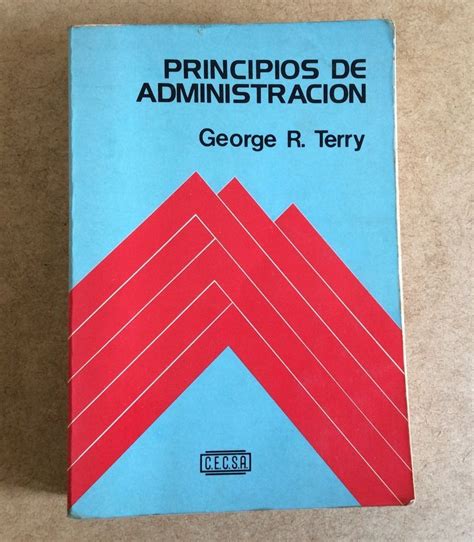 PRINCIPIOS DE
ADMINISTRACION
George R. Terry
C.E.C.S.A.